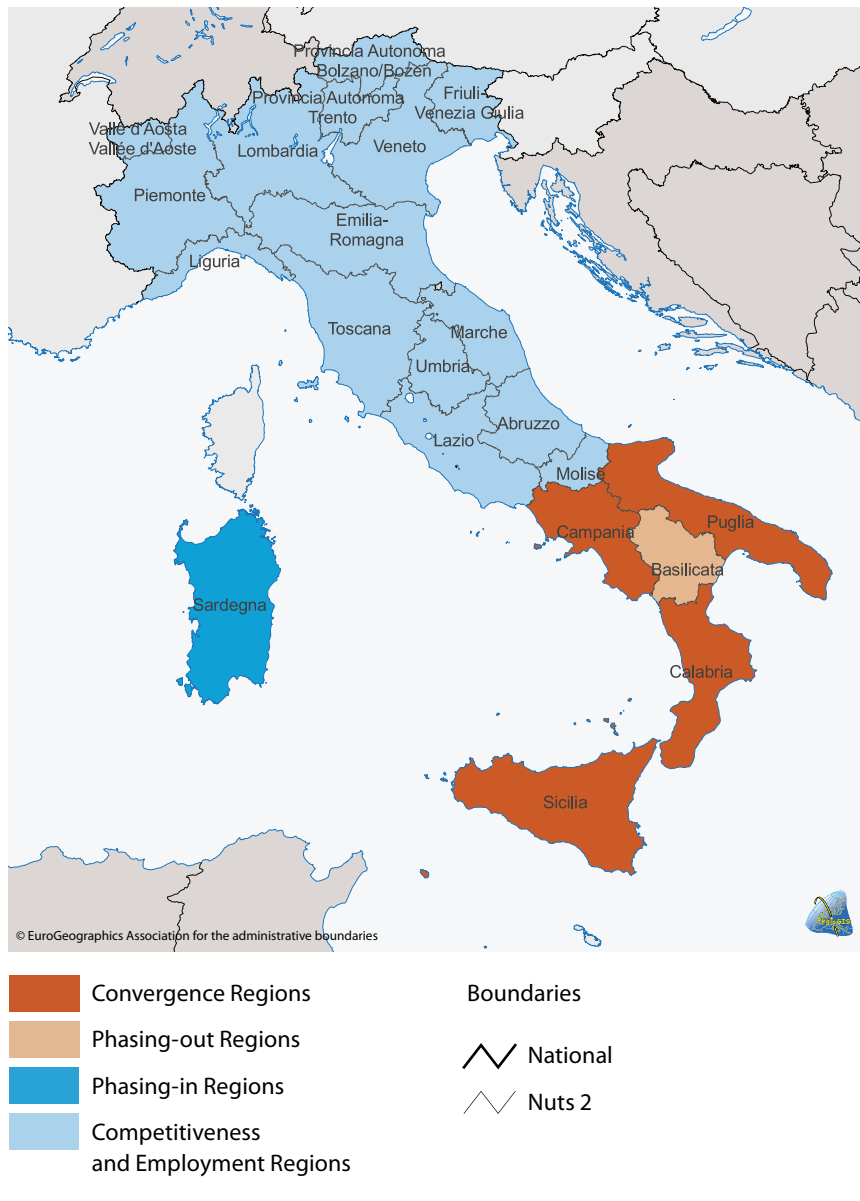 Provincia Autonoma
Bolzano/Bozen
Provincia Autonoma
Trento
Friuli-
Venezia Giulia
Valle d'Aosta
Vallée d'Aoste
Lombardia
Veneto
Piemonte
Emilia-
Romagna
Liguria
Toscana
Marche
Umbria
Abruzzo
Lazio
Molise
Campania
Puglia
Basilicata
Sardegna
Calabria
Sicilia
© EuroGeographics Association for the administrative boundaries
RegioGIS
Convergence Regions
Phasing-out Regions
Phasing-in Regions
Competitiveness
and Employment Regions
Boundaries
National
Nuts 2